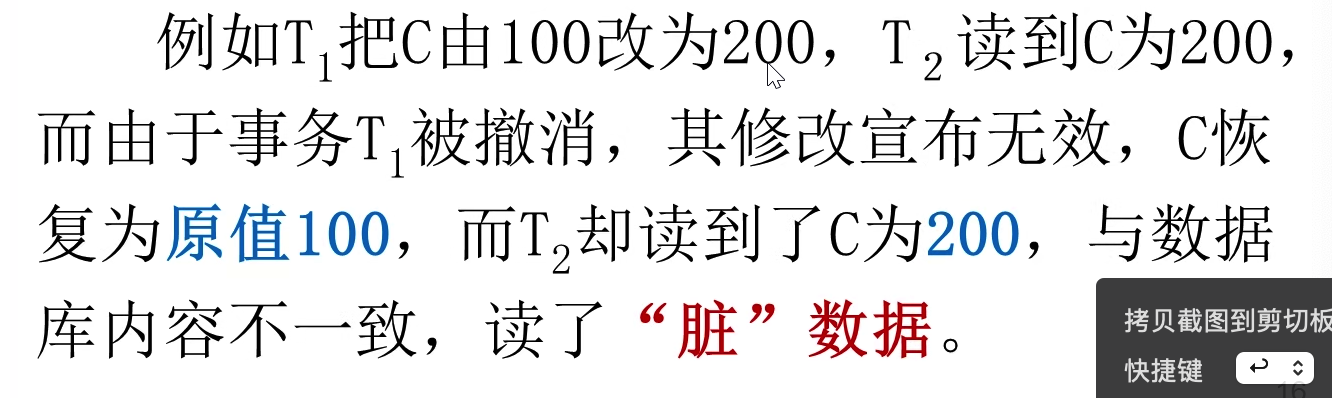 例如T₁把C由100改为200，T₂读到C为200，
而由于事务T₁被撤消，其修改宣布无效，C恢
复为原值100，而T₂却读到了C为200，与数据
库内容不一致，读了“脏”数据。
拷贝截图到剪切板
快捷键
16